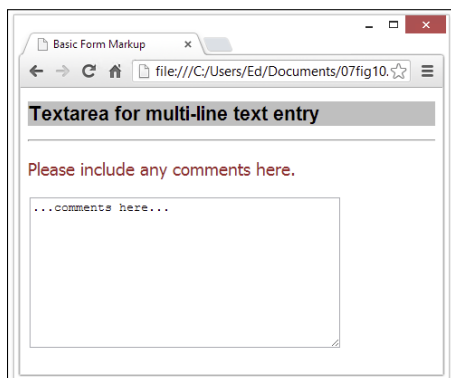 Basic Form Markup
file:///C:/Users/Ed/Documents/07fig10.
Textarea for multi-line text entry
Please include any comments here.
...comments here...